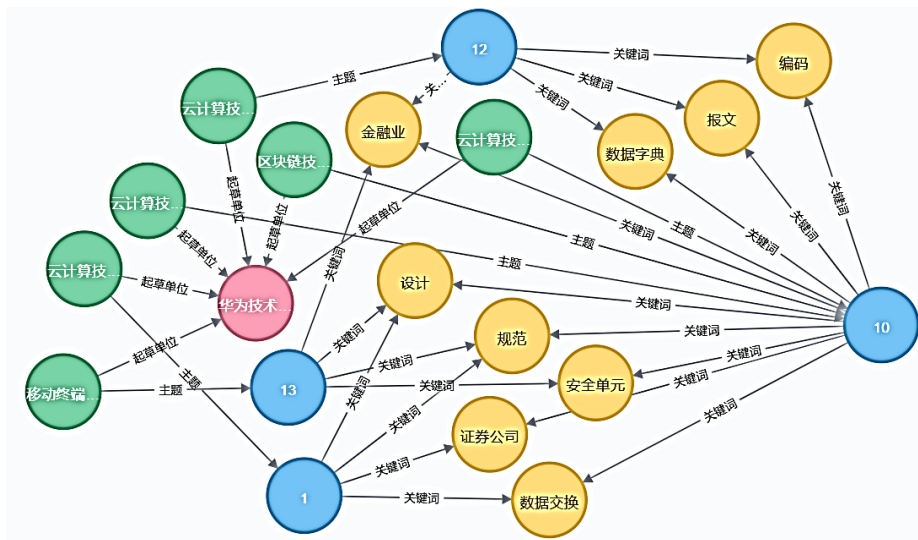 12
关键词
编码
主题
关…
关键词
云计算技…
关键词
报文
金融业
云计算技…
数据字典
区块链技…
关键词
云计算技…
起草单位
起草单位
起草单位
关键词
主题
关键词
关键词
起草单位
主题
关键词
云计算技…
主题
关键词
起草单位
设计
华为技术…
关键词
10
关键词
规范
关键词
起草单位
关键词
关键词
主题
移动终端…
主题
13
关键词
关键词
安全单元
关键词
关键词
关键词
证券公司
关键词
1
关键词
数据交换